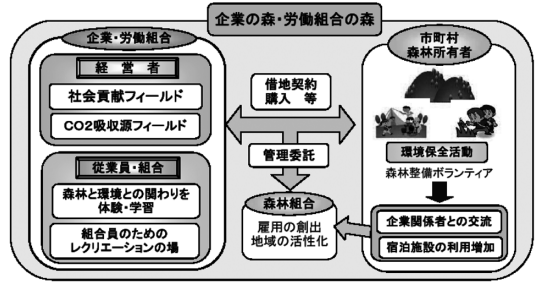 企業の森・労働組合の森
企業・労働組合
経営者
社会貢献フィールド
CO2吸収源フィールド
従業員・組合
森林と環境との関わりを
体験・学習
組合員のための
レクリエーションの場
借地契約
購入 等
管理委託
森林組合
雇用の創出
地域の活性化
市町村
森林所有者
環境保全活動
森林整備ボランティア
企業関係者との交流
宿泊施設の利用増加